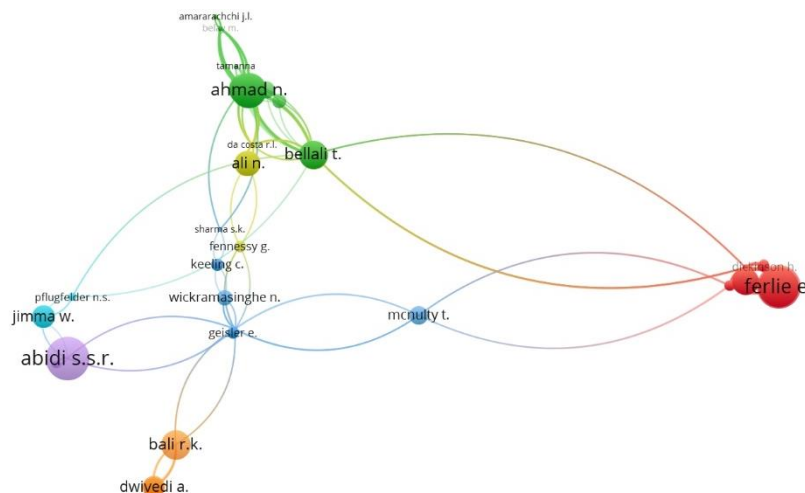 amararachchi j.l.
tamanna
ahmad n.
da costa r.l.
bellali t.
ali n.
sharma s.k.
fennessy g.
keeling c.
dickinson h.
ferlie e
pflugfelder n.s.
wickramasinghe n.
jimma w.
mcnulty t.
geisler e.
abidi s.s.r.
bali r.k.
dwivedi a.